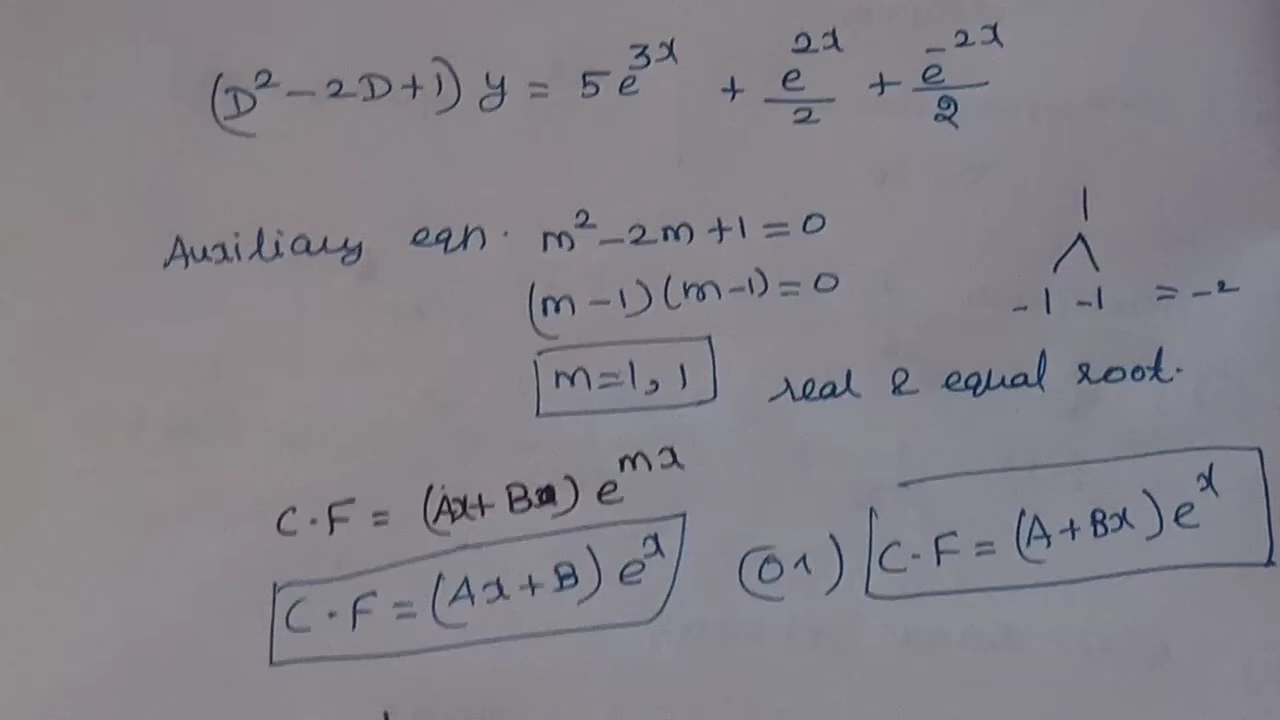 (D² - 2D + 1) y = 5e^{3x} + e^{2x}/2 + e^{-2x}/2
Auxiliary eqn. m² - 2m + 1 = 0
(m - 1)(m - 1) = 0
m = 1, 1 real & equal root.
1
-1 -1 = -2
C.F = (Ax + B) e^{mx}
C.F = (Ax + B) e^x (or) C.F = (A + Bx) e^x